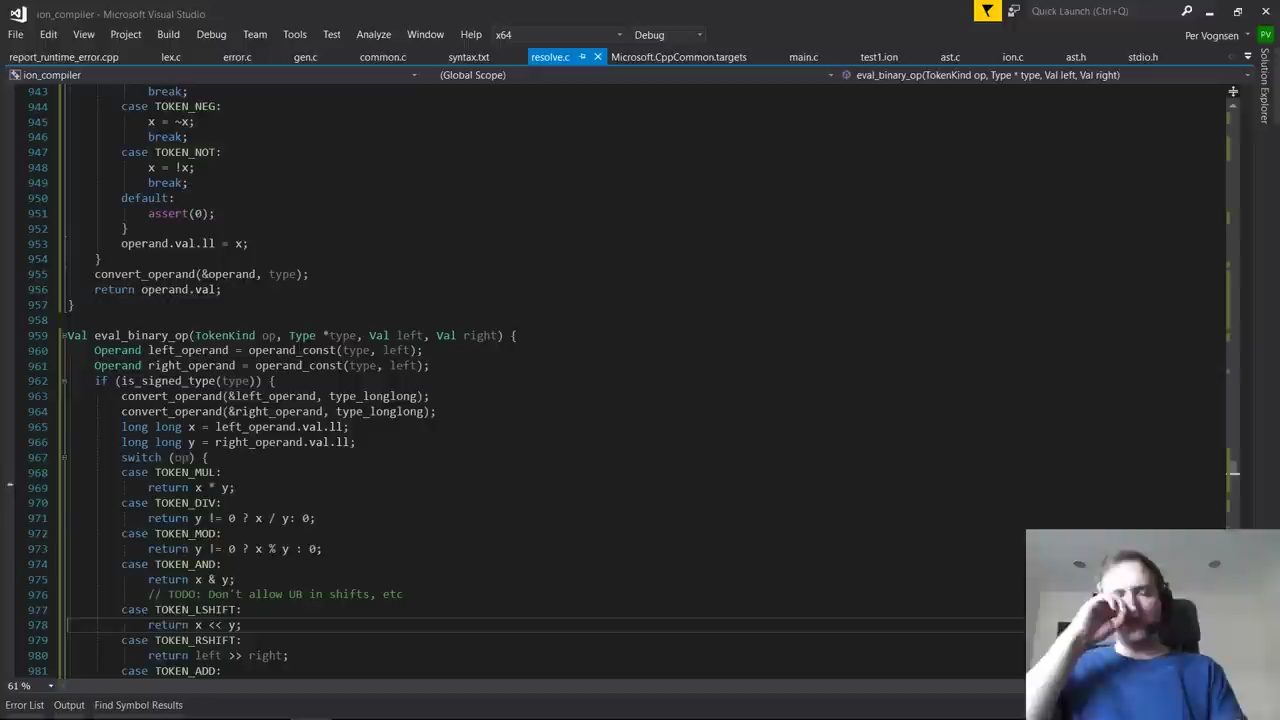 ion_compiler - Microsoft Visual Studio
Quick Launch (Ctrl+Q)
File Edit View Project Build Debug Team Tools Test Analyze Window Help x64 Debug Per Vognsen PV
report_runtime_error.cpp lex.c error.c gen.c common.c syntax.txt resolve.c Microsoft.CppCommon.targets main.c test1.ion ast.c ion.c ast.h stdio.h
ion_compiler (Global Scope) eval_binary_op(TokenKind op, Type * type, Val left, Val right)
Solution Explorer
943 break;
944 case TOKEN_NEG:
945 x = ~x;
946 break;
947 case TOKEN_NOT:
948 x = !x;
949 break;
950 default:
951 assert(0);
952 }
953 operand.val.ll = x;
954 }
955 convert_operand(&operand, type);
956 return operand.val;
957 }
958
959 Val eval_binary_op(TokenKind op, Type *type, Val left, Val right) {
960 Operand left_operand = operand_const(type, left);
961 Operand right_operand = operand_const(type, left);
962 if (is_signed_type(type)) {
963 convert_operand(&left_operand, type_longlong);
964 convert_operand(&right_operand, type_longlong);
965 long long x = left_operand.val.ll;
966 long long y = right_operand.val.ll;
967 switch (op) {
968 case TOKEN_MUL:
969 return x * y;
970 case TOKEN_DIV:
971 return y != 0 ? x / y: 0;
972 case TOKEN_MOD:
973 return y != 0 ? x % y : 0;
974 case TOKEN_AND:
975 return x & y;
976 // TODO: Don't allow UB in shifts, etc
977 case TOKEN_LSHIFT:
978 return x << y;
979 case TOKEN_RSHIFT:
980 return left >> right;
981 case TOKEN_ADD:
61 %
Error List Output Find Symbol Results